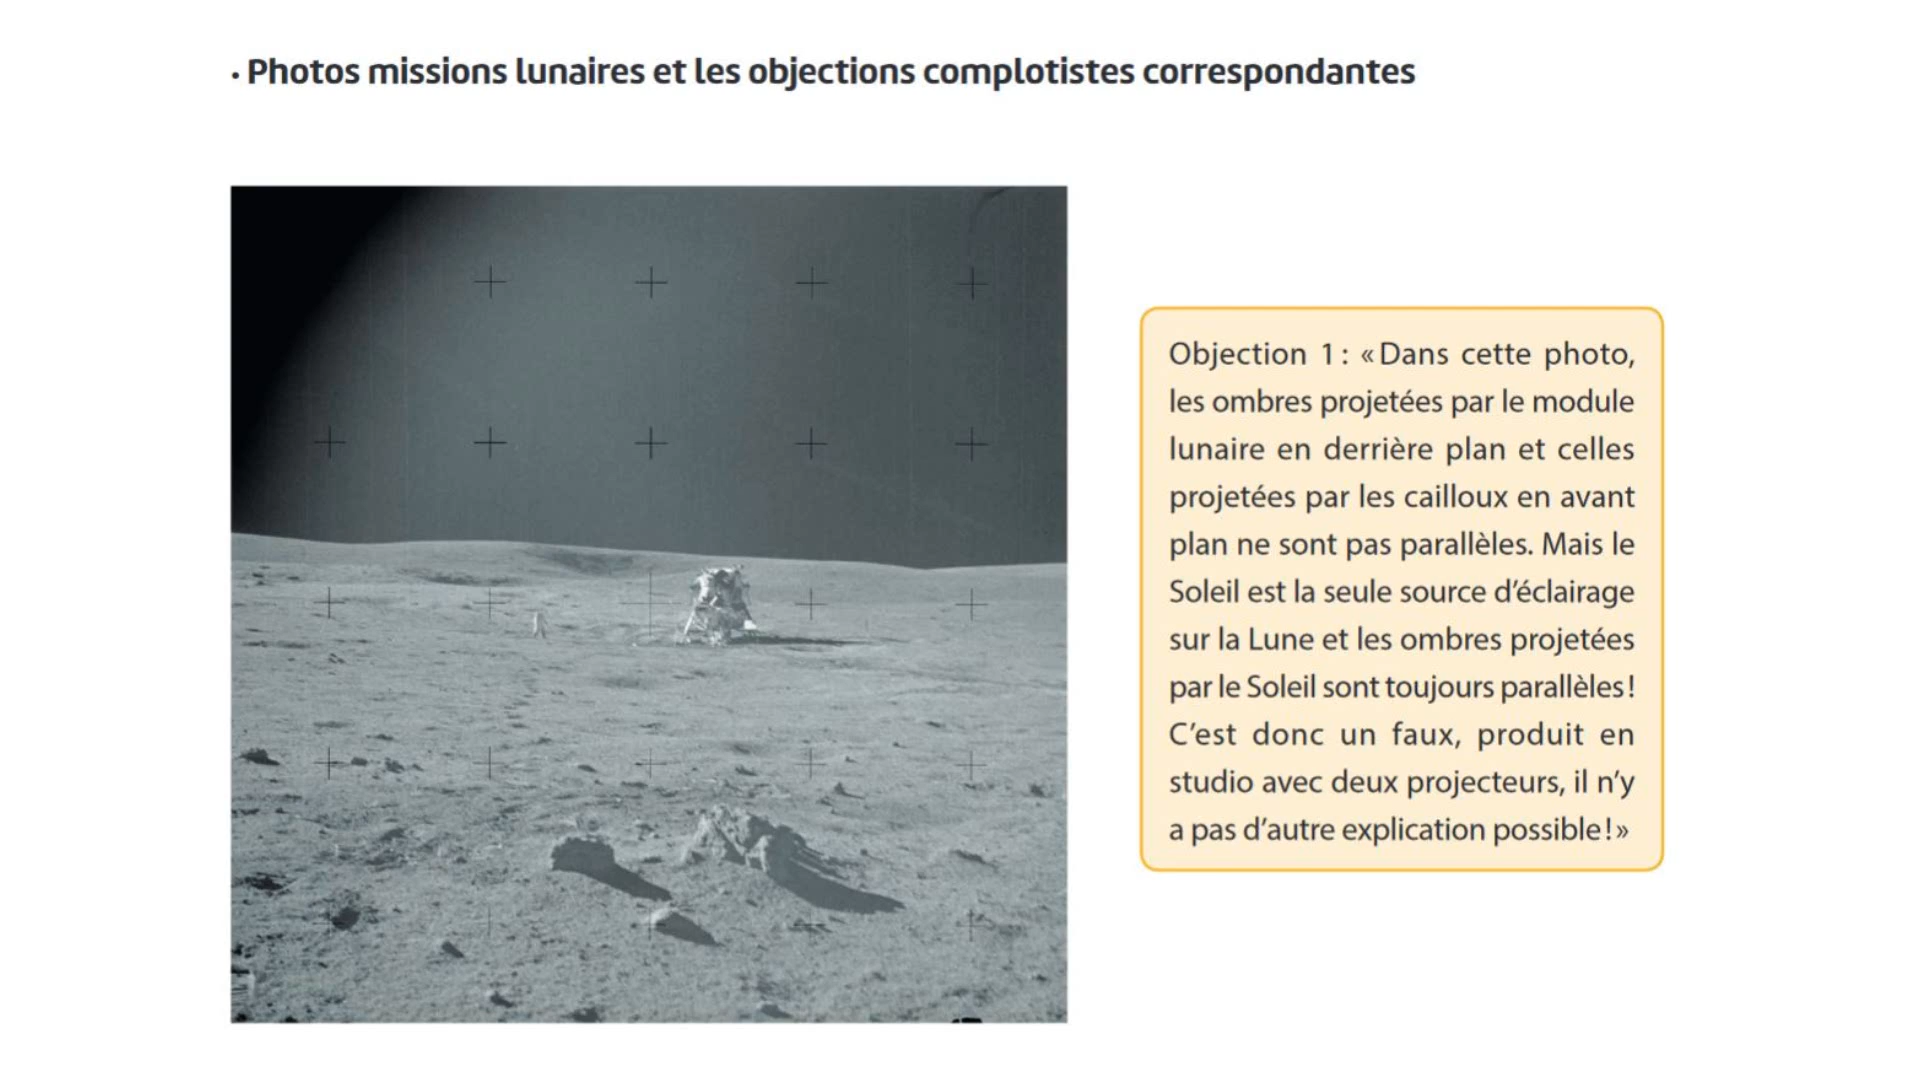 • Photos missions lunaires et les objections complotistes correspondantes
Objection 1 : « Dans cette photo,
les ombres projetées par le module
lunaire en derrière plan et celles
projetées par les cailloux en avant
plan ne sont pas parallèles. Mais le
Soleil est la seule source d’éclairage
sur la Lune et les ombres projetées
par le Soleil sont toujours parallèles !
C’est donc un faux, produit en
studio avec deux projecteurs, il n’y
a pas d’autre explication possible ! »